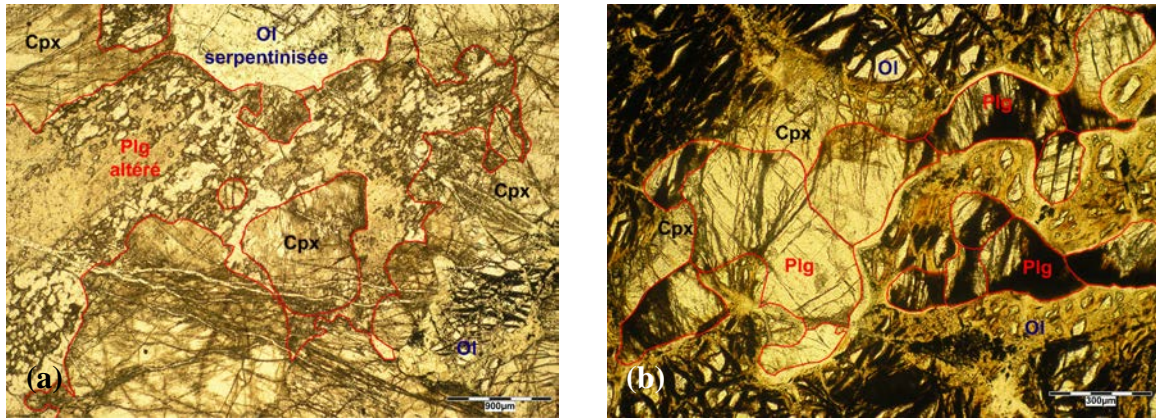 Cpx
Ol
serpentinisée
Plg
altéré
Cpx
Cpx
Ol
(a)
900µm
Ol
Plg
Cpx
Cpx
Plg
Plg
Ol
(b)
300µm